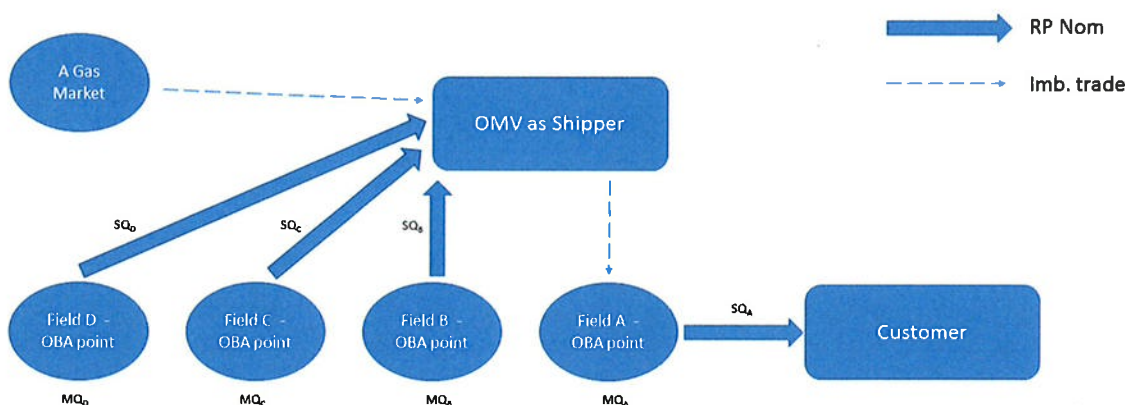 RP Nom
A Gas
Market
Imb. trade
OMV as Shipper
SQD
SQC
SQB
Field D -
OBA point
Field C -
OBA point
Field B -
OBA point
Field A -
OBA point
SQA
Customer
MQD
MQC
MQB
MQA